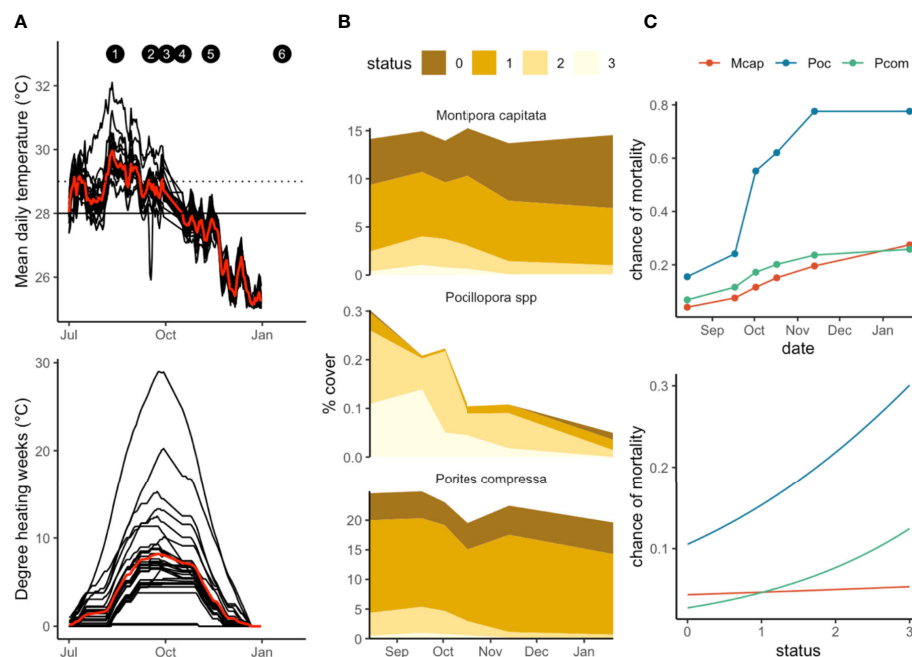 A
1 2 3 4 5 6
Mean daily temperature (°C)
32
30
28
26
Jul Oct Jan
Degree heating weeks (°C)
30
20
10
0
Jul Oct Jan
B
status 0 1 2 3
Montipora capitata
15
10
5
0
Pocillopora spp
0.3
0.2
0.1
0.0
% cover
Porites compressa
20
15
10
5
0
Sep Oct Nov Dec Jan
C
Mcap Poc Pcom
chance of mortality
0.8
0.6
0.4
0.2
Sep Oct Nov Dec Jan
date
chance of mortality
0.3
0.2
0.1
0 1 2 3
status